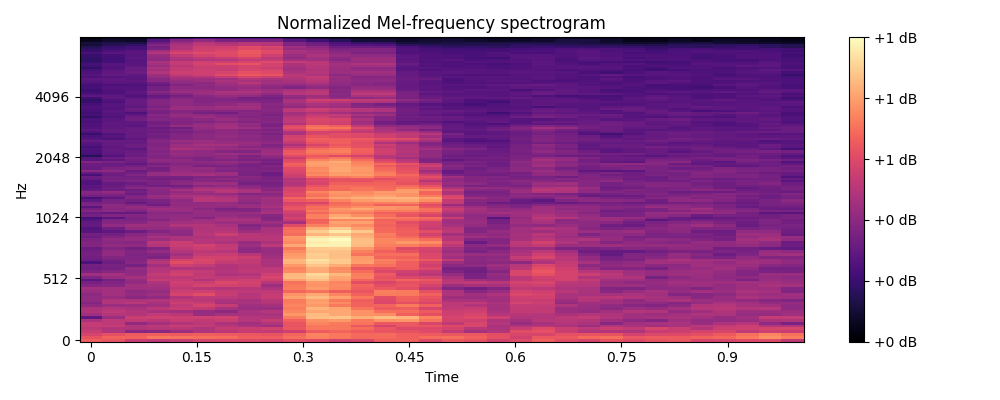 Normalized Mel-frequency spectrogram
Hz
4096
2048
1024
512
0
0 0.15 0.3 0.45 0.6 0.75 0.9
Time
+1 dB
+1 dB
+1 dB
+0 dB
+0 dB
+0 dB